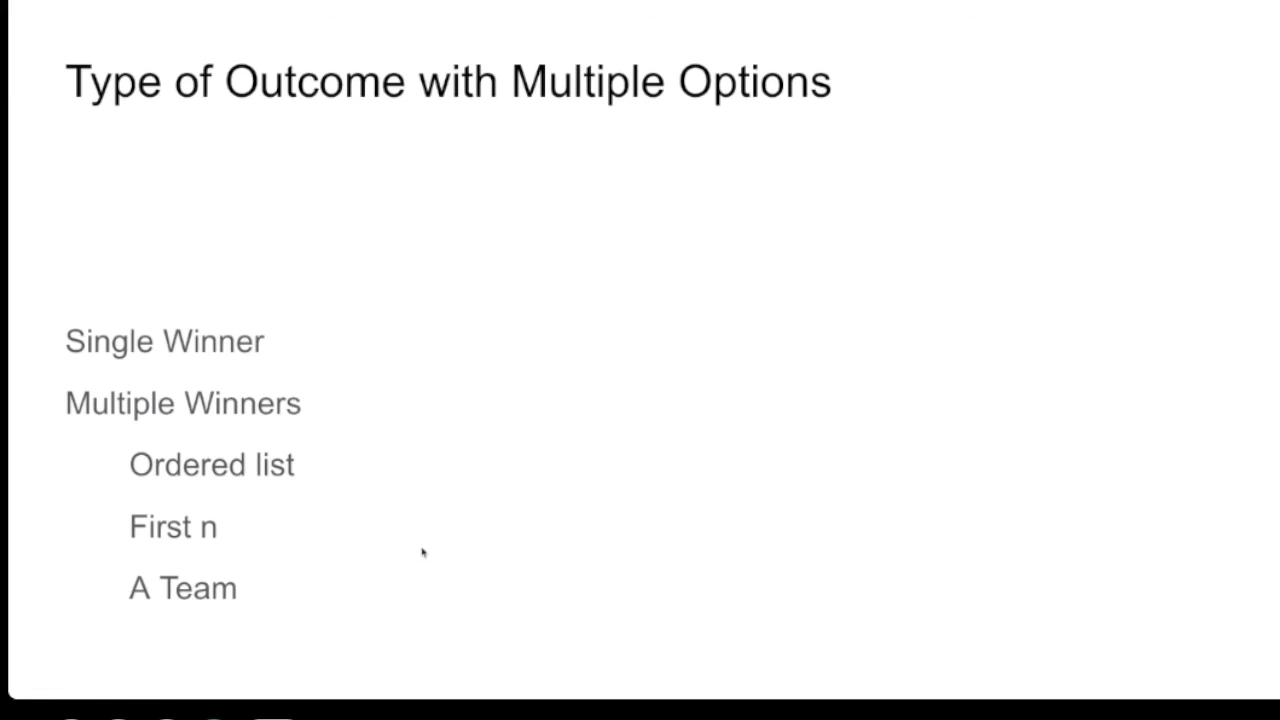 Type of Outcome with Multiple Options
Single Winner
Multiple Winners
Ordered list
First n
A Team